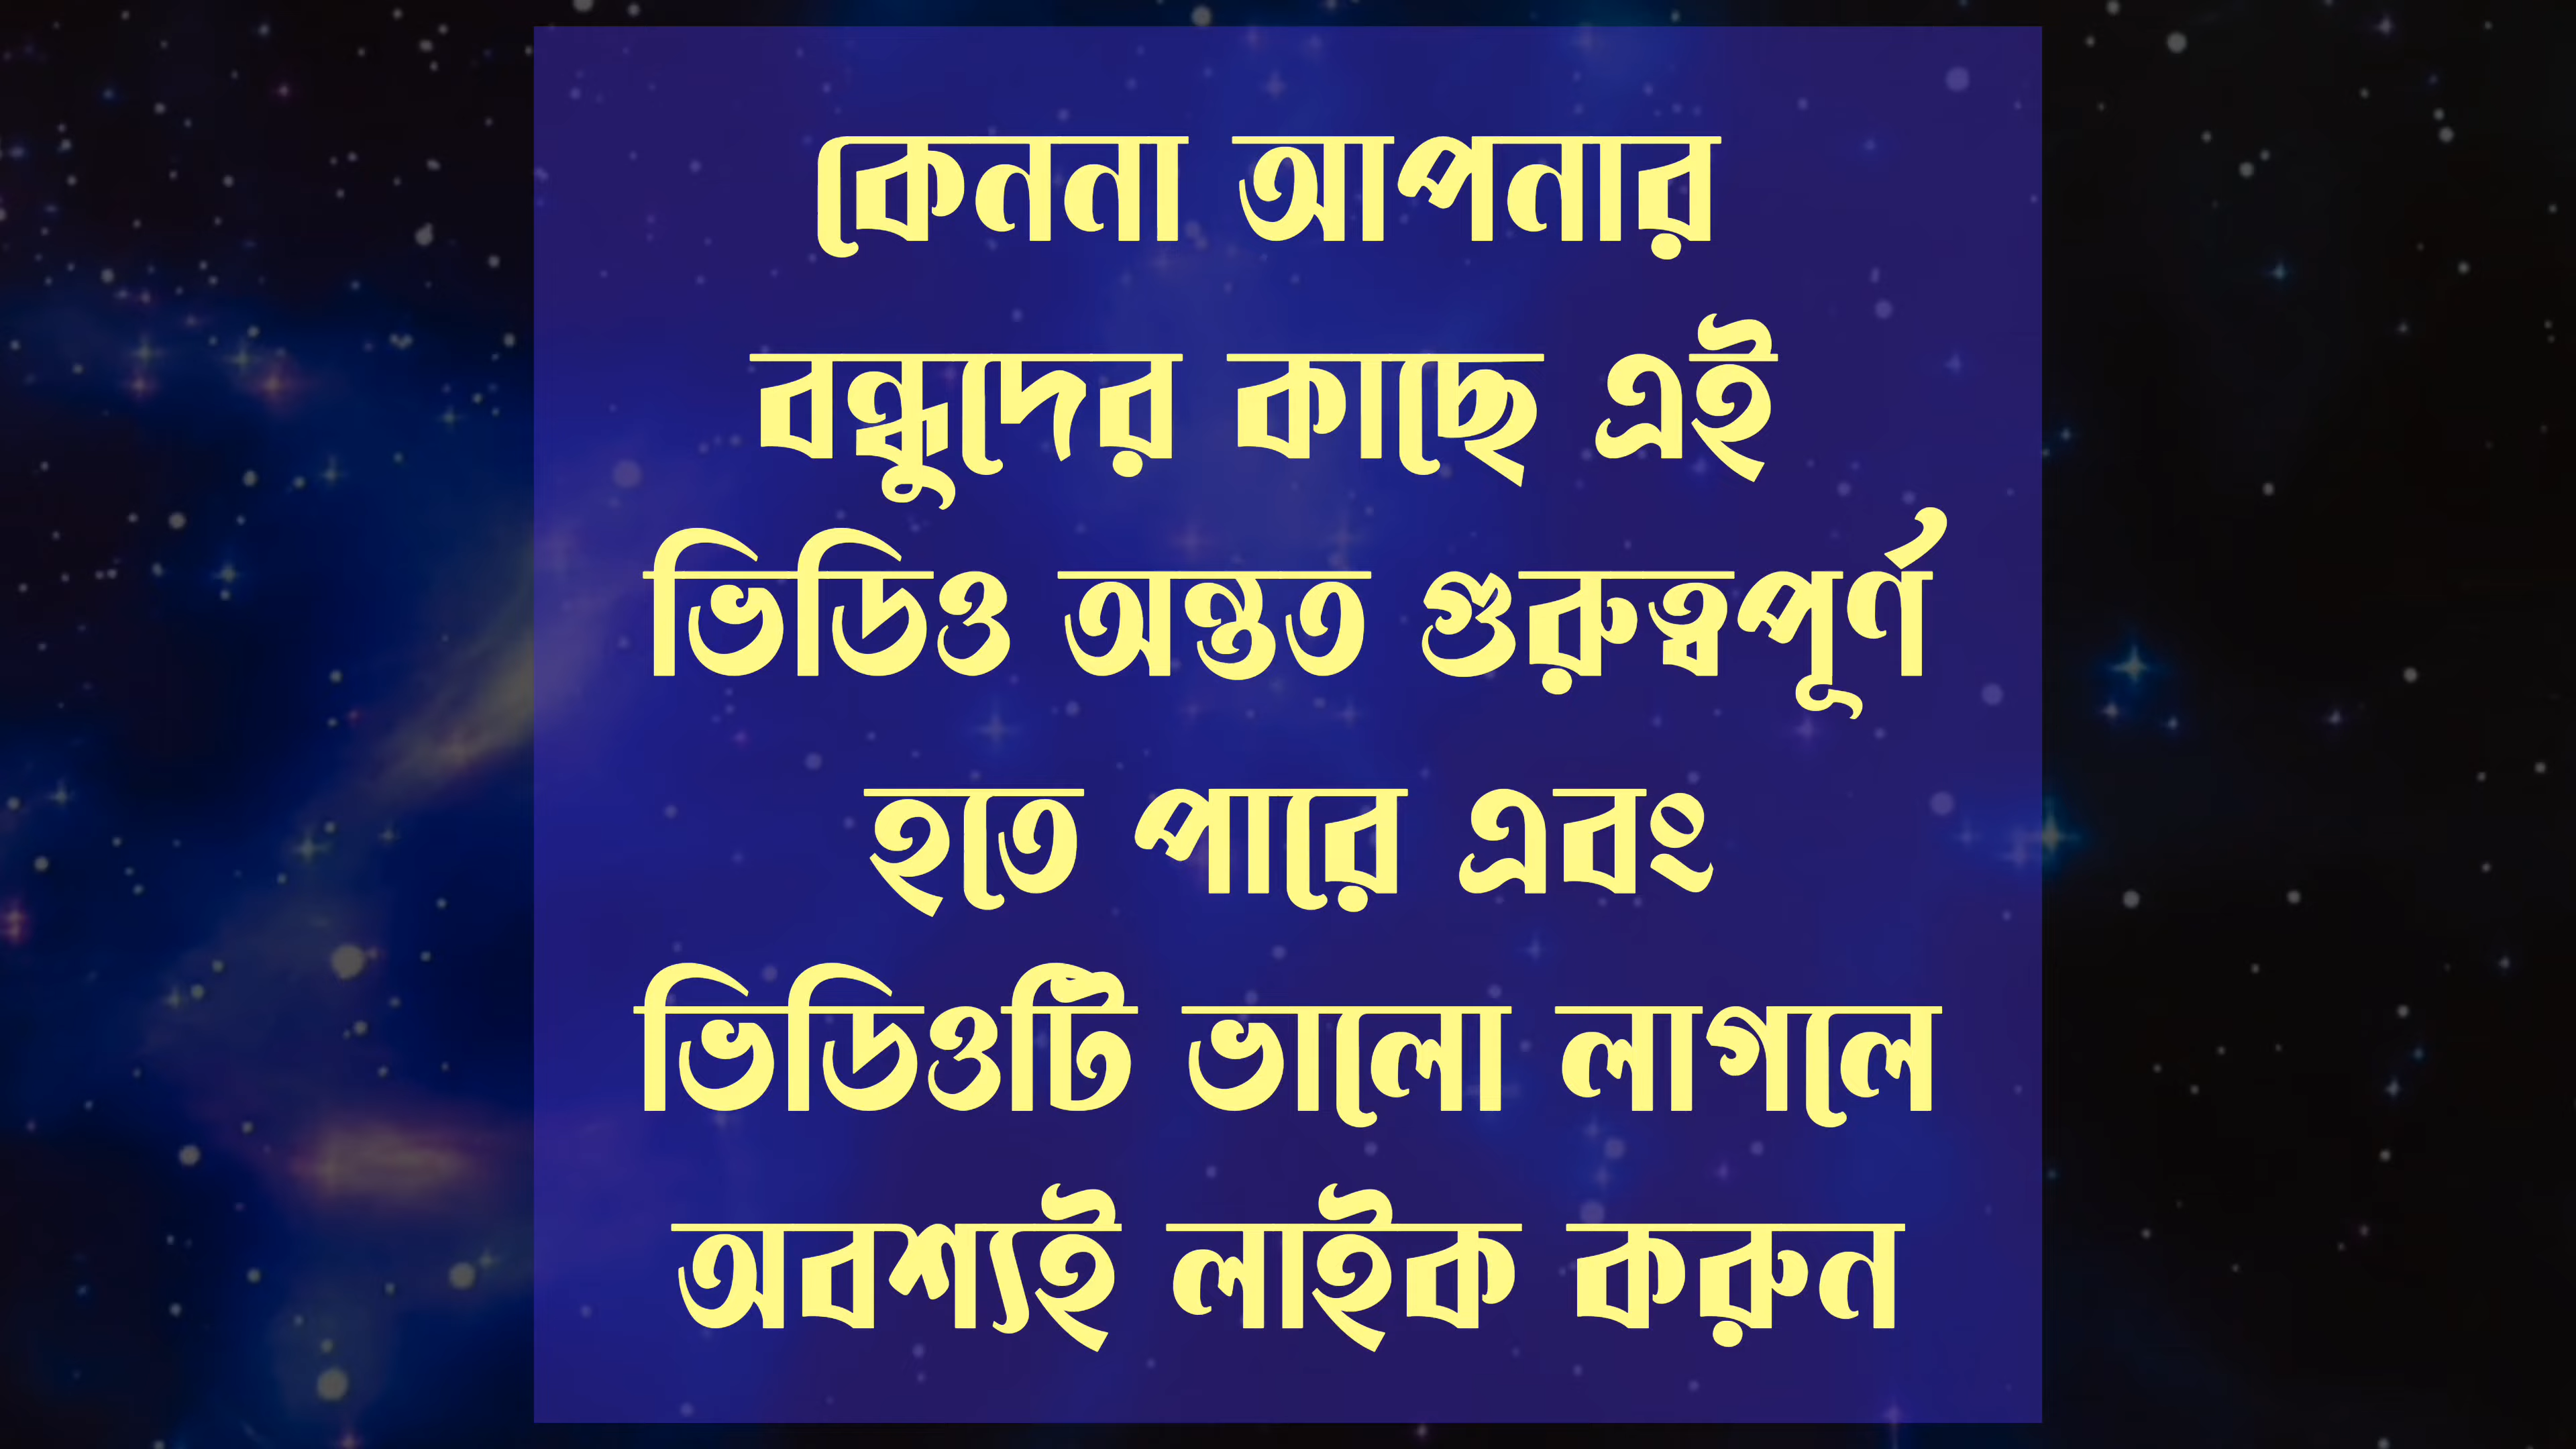 কেননা আপনার
বন্ধুদের কাছে এই
ভিডিও অন্তত গুরুত্বপূর্ণ
হতে পারে এবং
ভিডিওটি ভালো লাগলে
অবশ্যই লাইক করুন